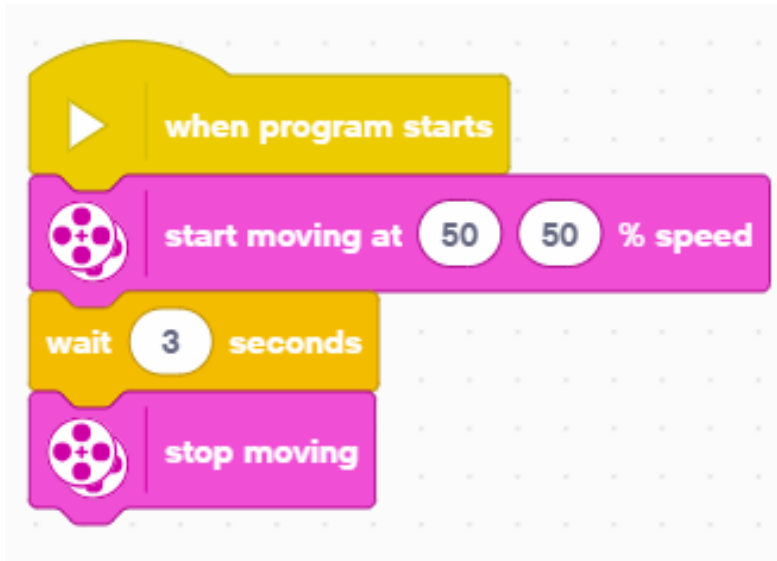 when program starts
start moving at 50 50 % speed
wait 3 seconds
stop moving